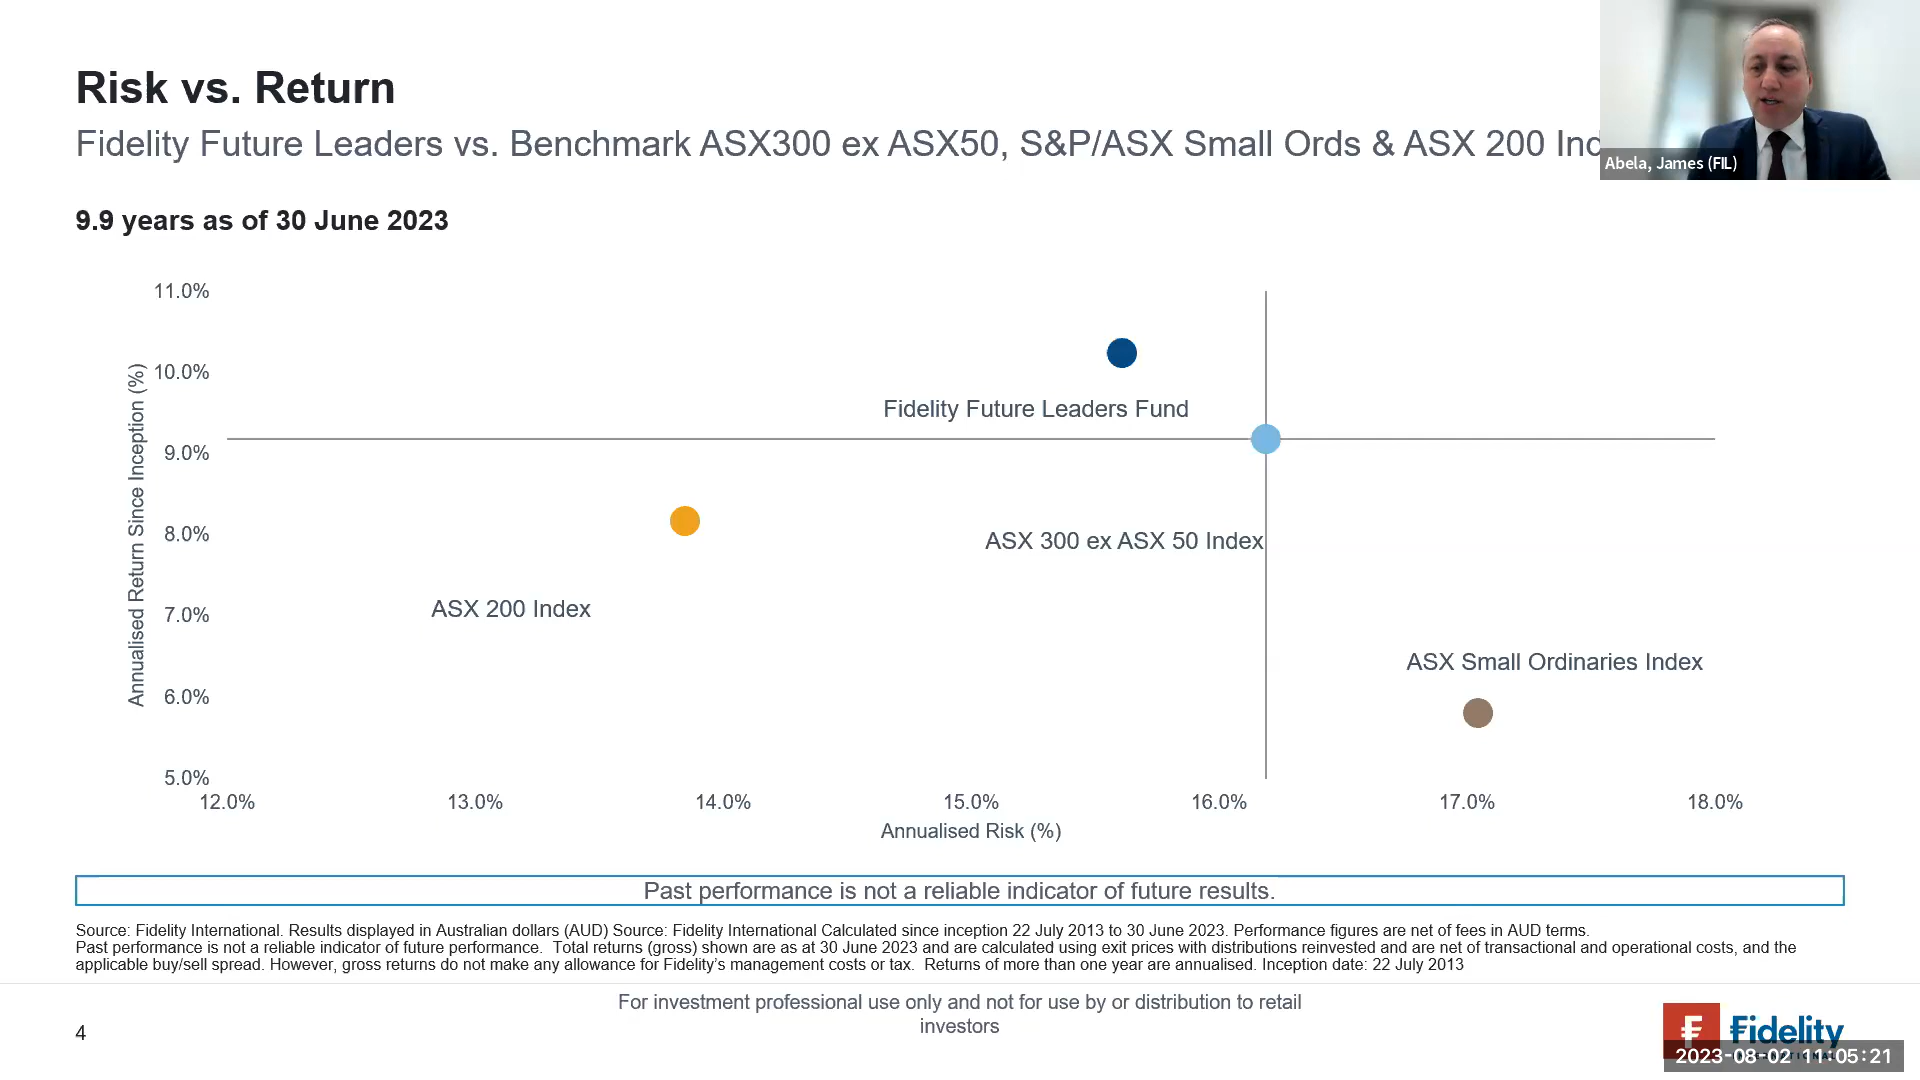 Risk vs. Return
Fidelity Future Leaders vs. Benchmark ASX300 ex ASX50, S&P/ASX Small Ords & ASX 200
Abela, James (FIL)
9.9 years as of 30 June 2023
Annualised Return Since Inception (%)
11.0%
10.0%
9.0%
8.0%
7.0%
6.0%
5.0%
Fidelity Future Leaders Fund
ASX 300 ex ASX 50 Index
ASX 200 Index
ASX Small Ordinaries Index
12.0% 13.0% 14.0% 15.0% 16.0% 17.0% 18.0%
Annualised Risk (%)
Past performance is not a reliable indicator of future results.
Source: Fidelity International. Results displayed in Australian dollars (AUD) Source: Fidelity International Calculated since inception 22 July 2013 to 30 June 2023. Performance figures are net of fees in AUD terms.
Past performance is not a reliable indicator of future performance.  Total returns (gross) shown are as at 30 June 2023 and are calculated using exit prices with distributions reinvested and are net of transactional and operational costs, and the
applicable buy/sell spread. However, gross returns do not make any allowance for Fidelity's management costs or tax.  Returns of more than one year are annualised. Inception date: 22 July 2013
For investment professional use only and not for use by or distribution to retail
investors
4
Fidelity
2023-08-02 11:05:21